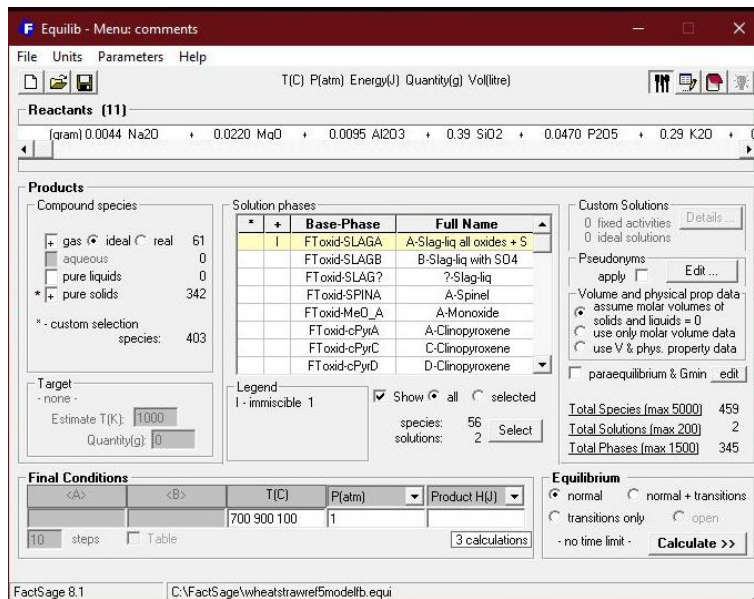 Equilib - Menu: comments
File Units Parameters Help
T(C) P(atm) Energy(J) Quantity(g) Vol(litre)
Reactants (11)
(gram) 0.0044 Na2O + 0.0220 MgO + 0.0095 Al2O3 + 0.39 SiO2 + 0.0470 P2O5 + 0.29 K2O +
Products
Compound species
+ gas ideal real 61
aqueous 0
pure liquids 0
* + pure solids 342
* - custom selection
species: 403
Target
- none -
Estimate T(K): 1000
Quantity(g): 0
Solution phases
* + Base-Phase Full Name
I FToxid-SLAGA A-Slag-liq all oxides + S
FToxid-SLAGB B-Slag-liq with SO4
FToxid-SLAG? ?-Slag-liq
FToxid-SPINA A-Spinel
FToxid-MeO_A A-Monoxide
FToxid-cPyrA A-Clinopyroxene
FToxid-cPyrC C-Clinopyroxene
FToxid-cPyrD D-Clinopyroxene
Legend
I - immiscible 1
Show all selected
species: 56
solutions: 2
Select
Custom Solutions
0 fixed activities
0 ideal solutions
Details ...
Pseudonyms
apply Edit ...
Volume and physical prop data
assume molar volumes of
solids and liquids = 0
use only molar volume data
use V & phys. property data
paraequilibrium & Gmin edit
Total Species (max 5000) 459
Total Solutions (max 200) 2
Total Phases (max 1500) 345
Final Conditions
<A> <B> T(C) P(atm) Product H(J)
700 900 100 1
10 steps Table 3 calculations
Equilibrium
normal normal + transitions
transitions only open
- no time limit - Calculate >>
FactSage 8.1 C:\FactSage\wheatstrawref5modelfb.equi